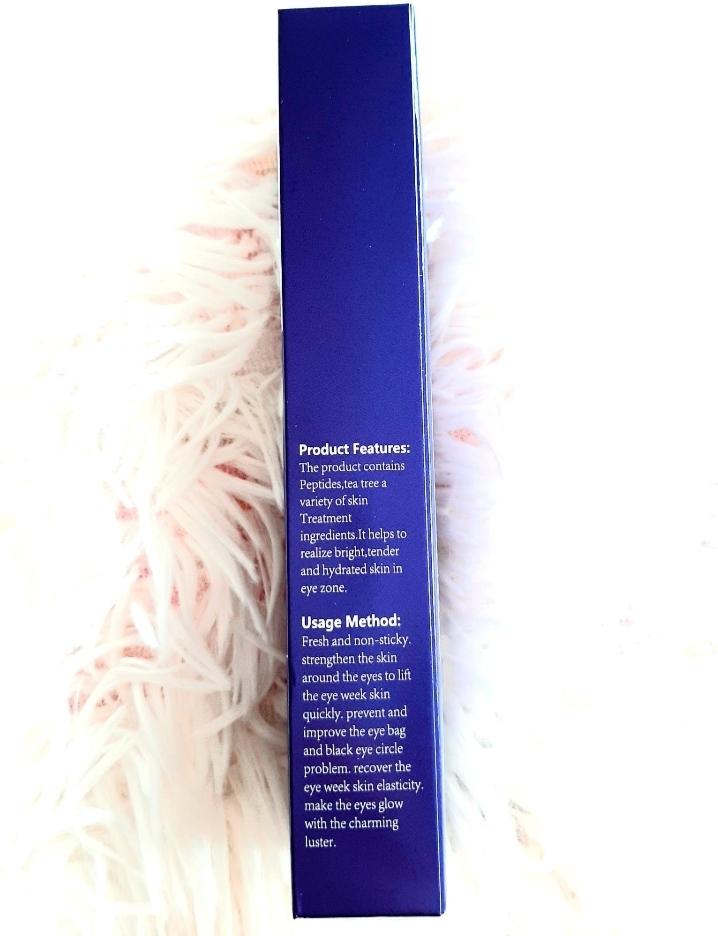 Product Features:
The product contains
Peptides,tea tree a
variety of skin
Treatment
ingredients.It helps to
realize bright,tender
and hydrated skin in
eye zone.
Usage Method:
Fresh and non-sticky.
strengthen the skin
around the eyes to lift
the eye week skin
quickly. prevent and
improve the eye bag
and black eye circle
problem. recover the
eye week skin elasticity.
make the eyes glow
with the charming
luster.